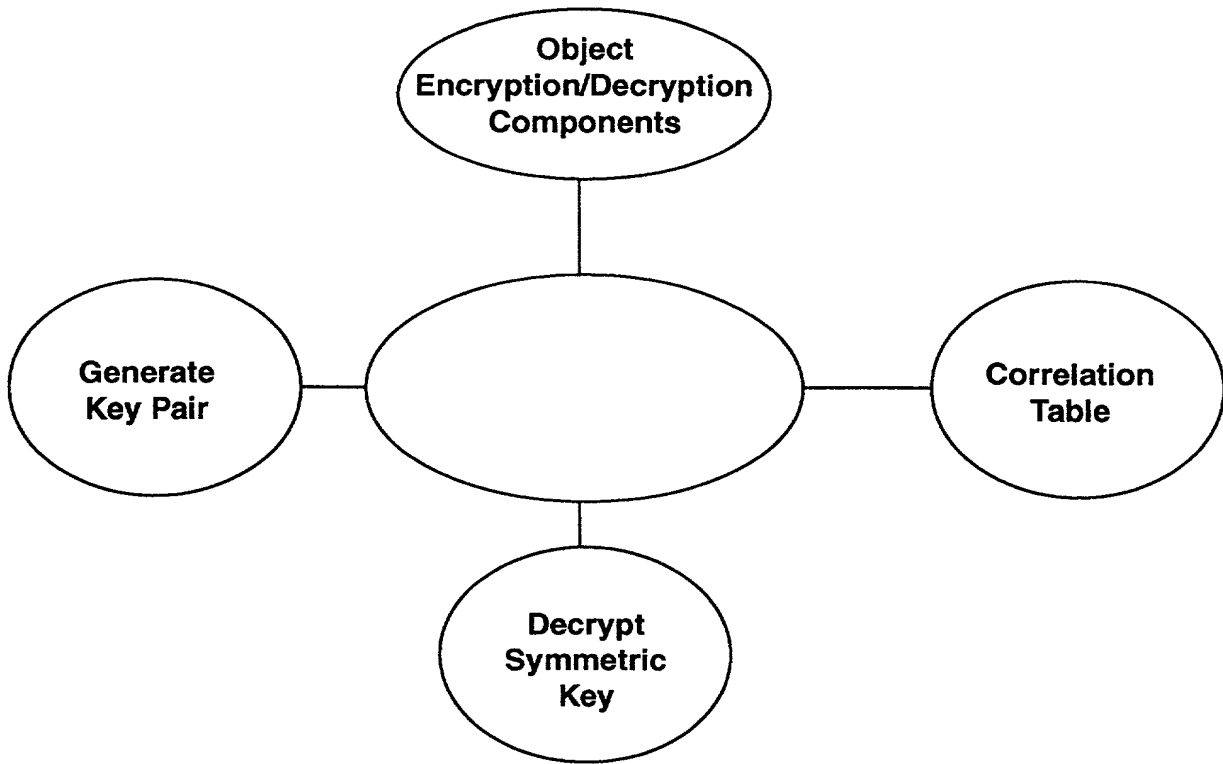 Object
Encryption/Decryption
Components
Generate
Key Pair
Correlation
Table
Decrypt
Symmetric
Key